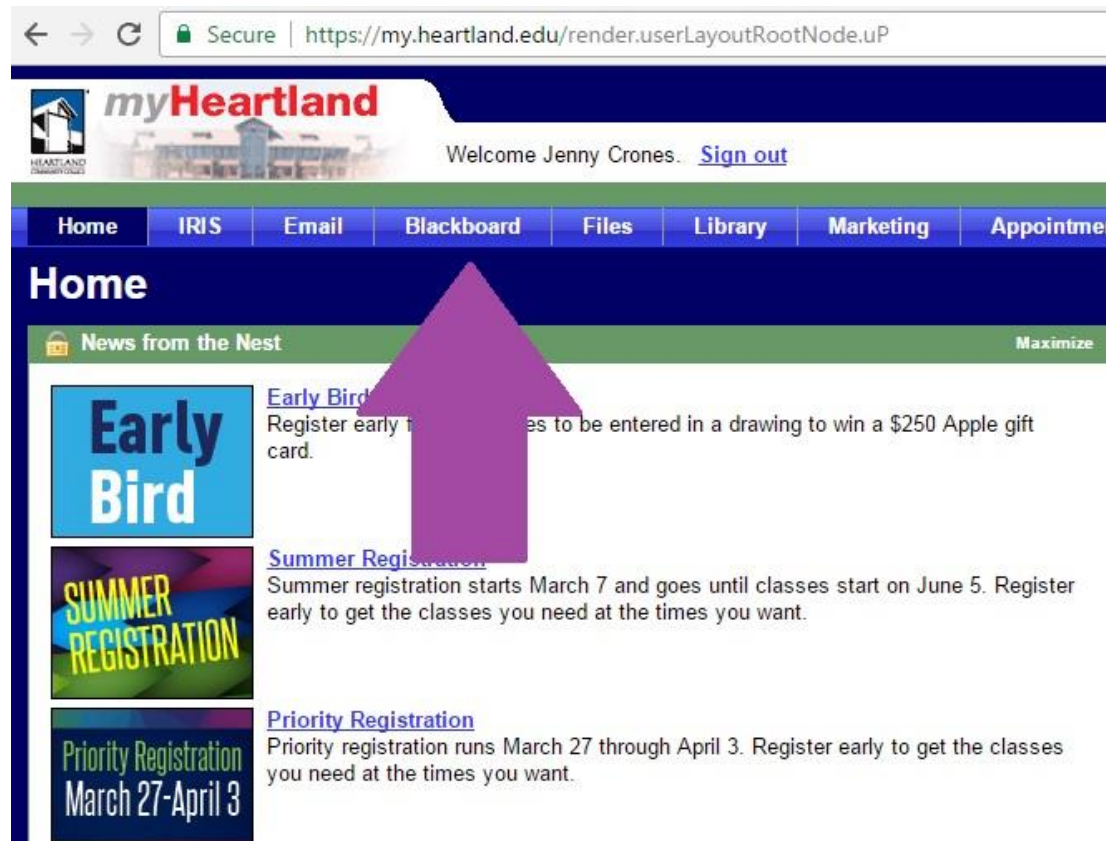 Secure | https://my.heartland.edu/render.userLayoutRootNode.uP
myHeartland
HEARTLAND
COMMUNITY COLLEGE
Welcome Jenny Crones. Sign out
Home IRIS Email Blackboard Files Library Marketing
Home
News from the Nest Maximize
Early Bird
Early Bird
Register early to be entered in a drawing to win a $250 Apple gift
card.
SUMMER
REGISTRATION
Summer Registration
Summer registration starts March 7 and goes until classes start on June 5. Register
early to get the classes you need at the times you want.
Priority Registration
March 27-April 3
Priority Registration
Priority registration runs March 27 through April 3. Register early to get the classes
you need at the times you want.